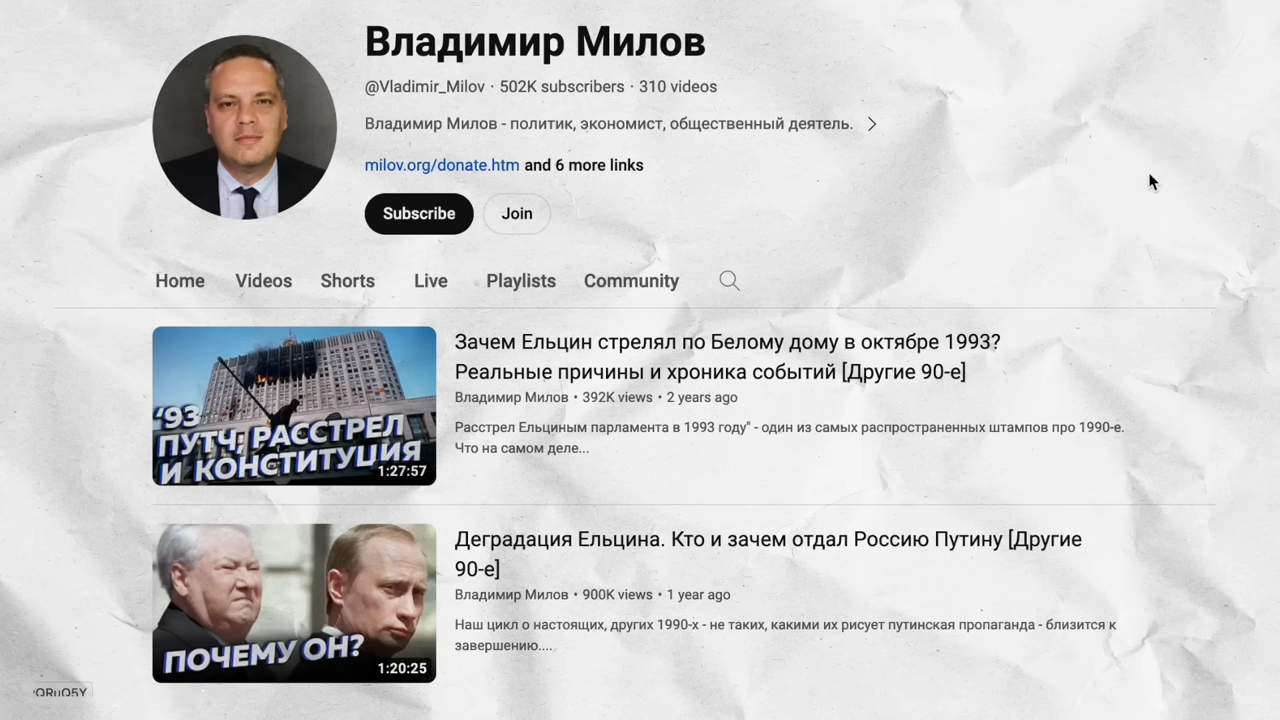 Владимир Милов
@Vladimir_Milov · 502K subscribers · 310 videos
Владимир Милов - политик, экономист, общественный деятель.
milov.org/donate.htm and 6 more links
Subscribe Join
Home Videos Shorts Live Playlists Community
Зачем Ельцин стрелял по Белому дому в октябре 1993?
Реальные причины и хроника событий [Другие 90-е]
Владимир Милов • 392K views • 2 years ago
Расстрел Ельциным парламента в 1993 году" - один из самых распространенных штампов про 1990-е.
Что на самом деле...
'93
ПУТЧ, РАССТРЕЛ
И КОНСТИТУЦИЯ
1:27:57
Деградация Ельцина. Кто и зачем отдал Россию Путину [Другие
90-е]
Владимир Милов • 900K views • 1 year ago
Наш цикл о настоящих, других 1990-х - не таких, какими их рисует путинская пропаганда - близится к
завершению....
ПОЧЕМУ ОН?
1:20:25